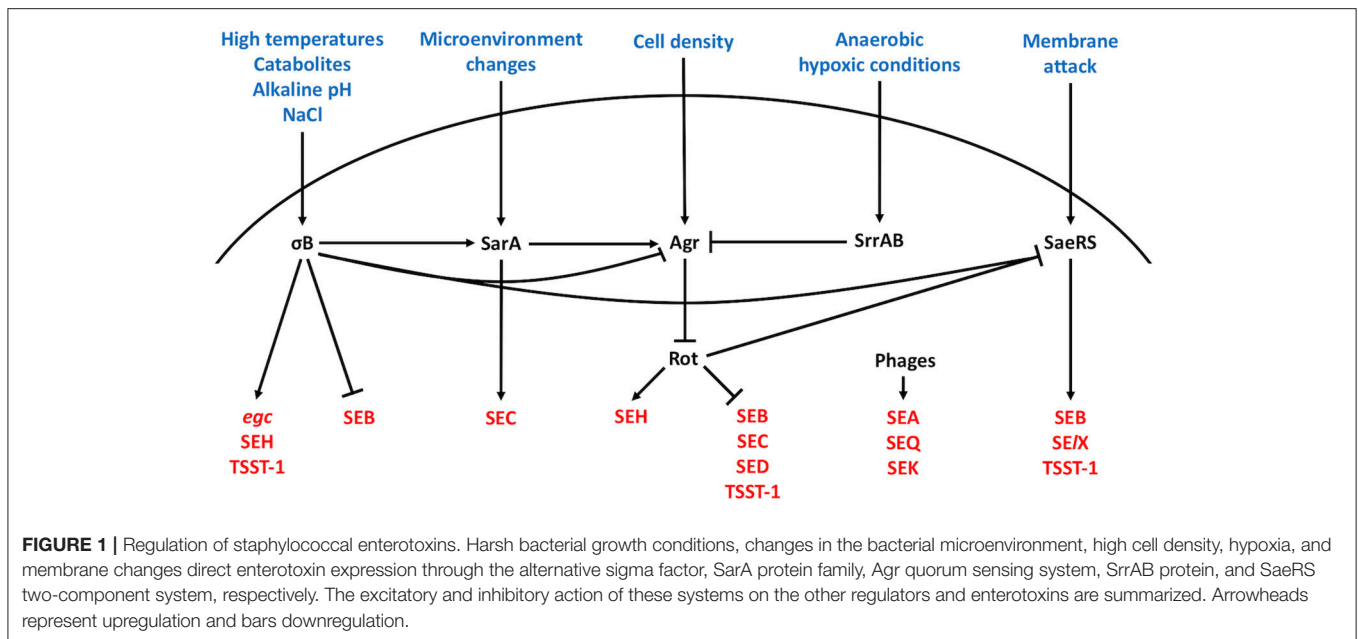 High temperatures
Catabolites
Alkaline pH
NaCl
Microenvironment
changes
Cell density
Anaerobic
hypoxic conditions
Membrane
attack
σB
SarA
Agr
SrrAB
SaeRS
Rot
Phages
egc
SEH
TSST-1
SEB
SEC
SEH
SEB
SEC
SED
TSST-1
SEA
SEQ
SEK
SEB
SElX
TSST-1
FIGURE 1 | Regulation of staphylococcal enterotoxins. Harsh bacterial growth conditions, changes in the bacterial microenvironment, high cell density, hypoxia, and
membrane changes direct enterotoxin expression through the alternative sigma factor, SarA protein family, Agr quorum sensing system, SrrAB protein, and SaeRS
two-component system, respectively. The excitatory and inhibitory action of these systems on the other regulators and enterotoxins are summarized. Arrowheads
represent upregulation and bars downregulation.